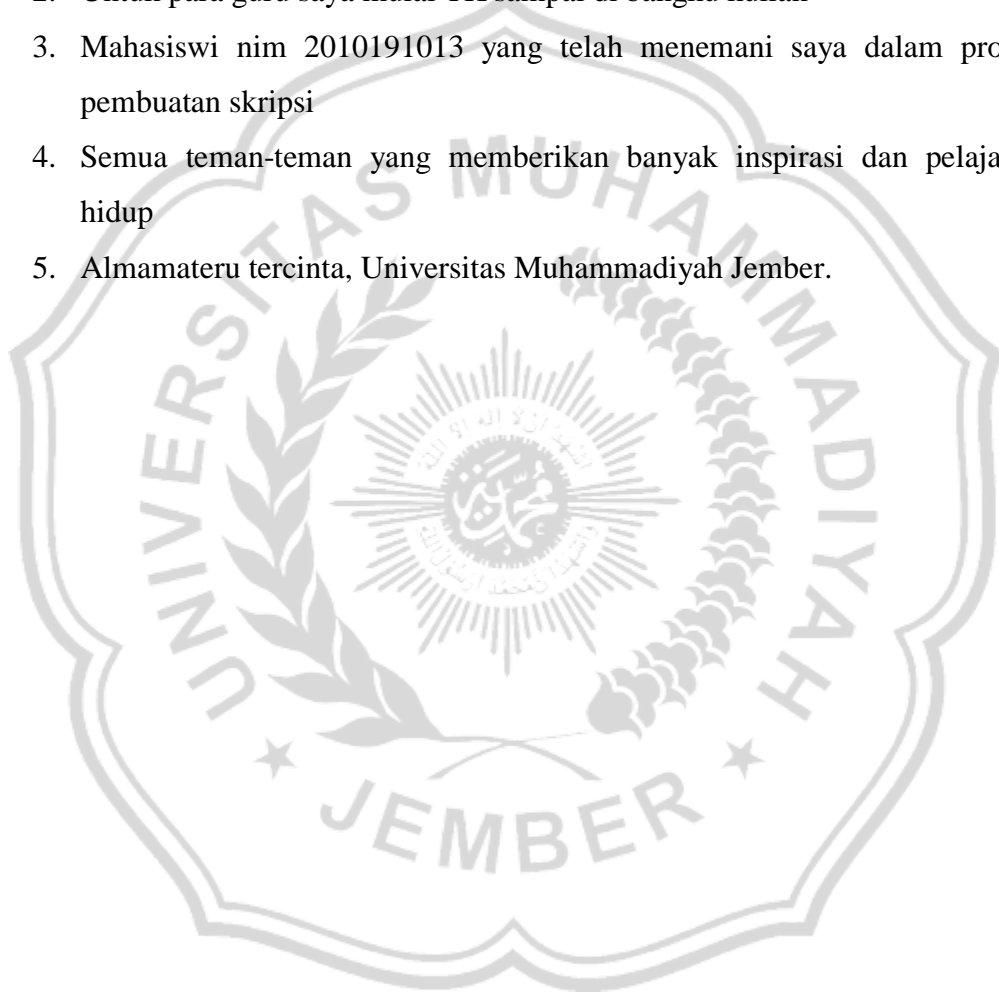 3. Mahasiswi nim 2010191013 yang telah menemani saya dalam pro
pembuatan skripsi
4. Semua teman-teman yang memberikan banyak inspirasi dan pelaja
hidup
5. Almamateru tercinta, Universitas Muhammadiyah Jember.
UNIVERSITAS MUHAMMADIYAH
JEMBER